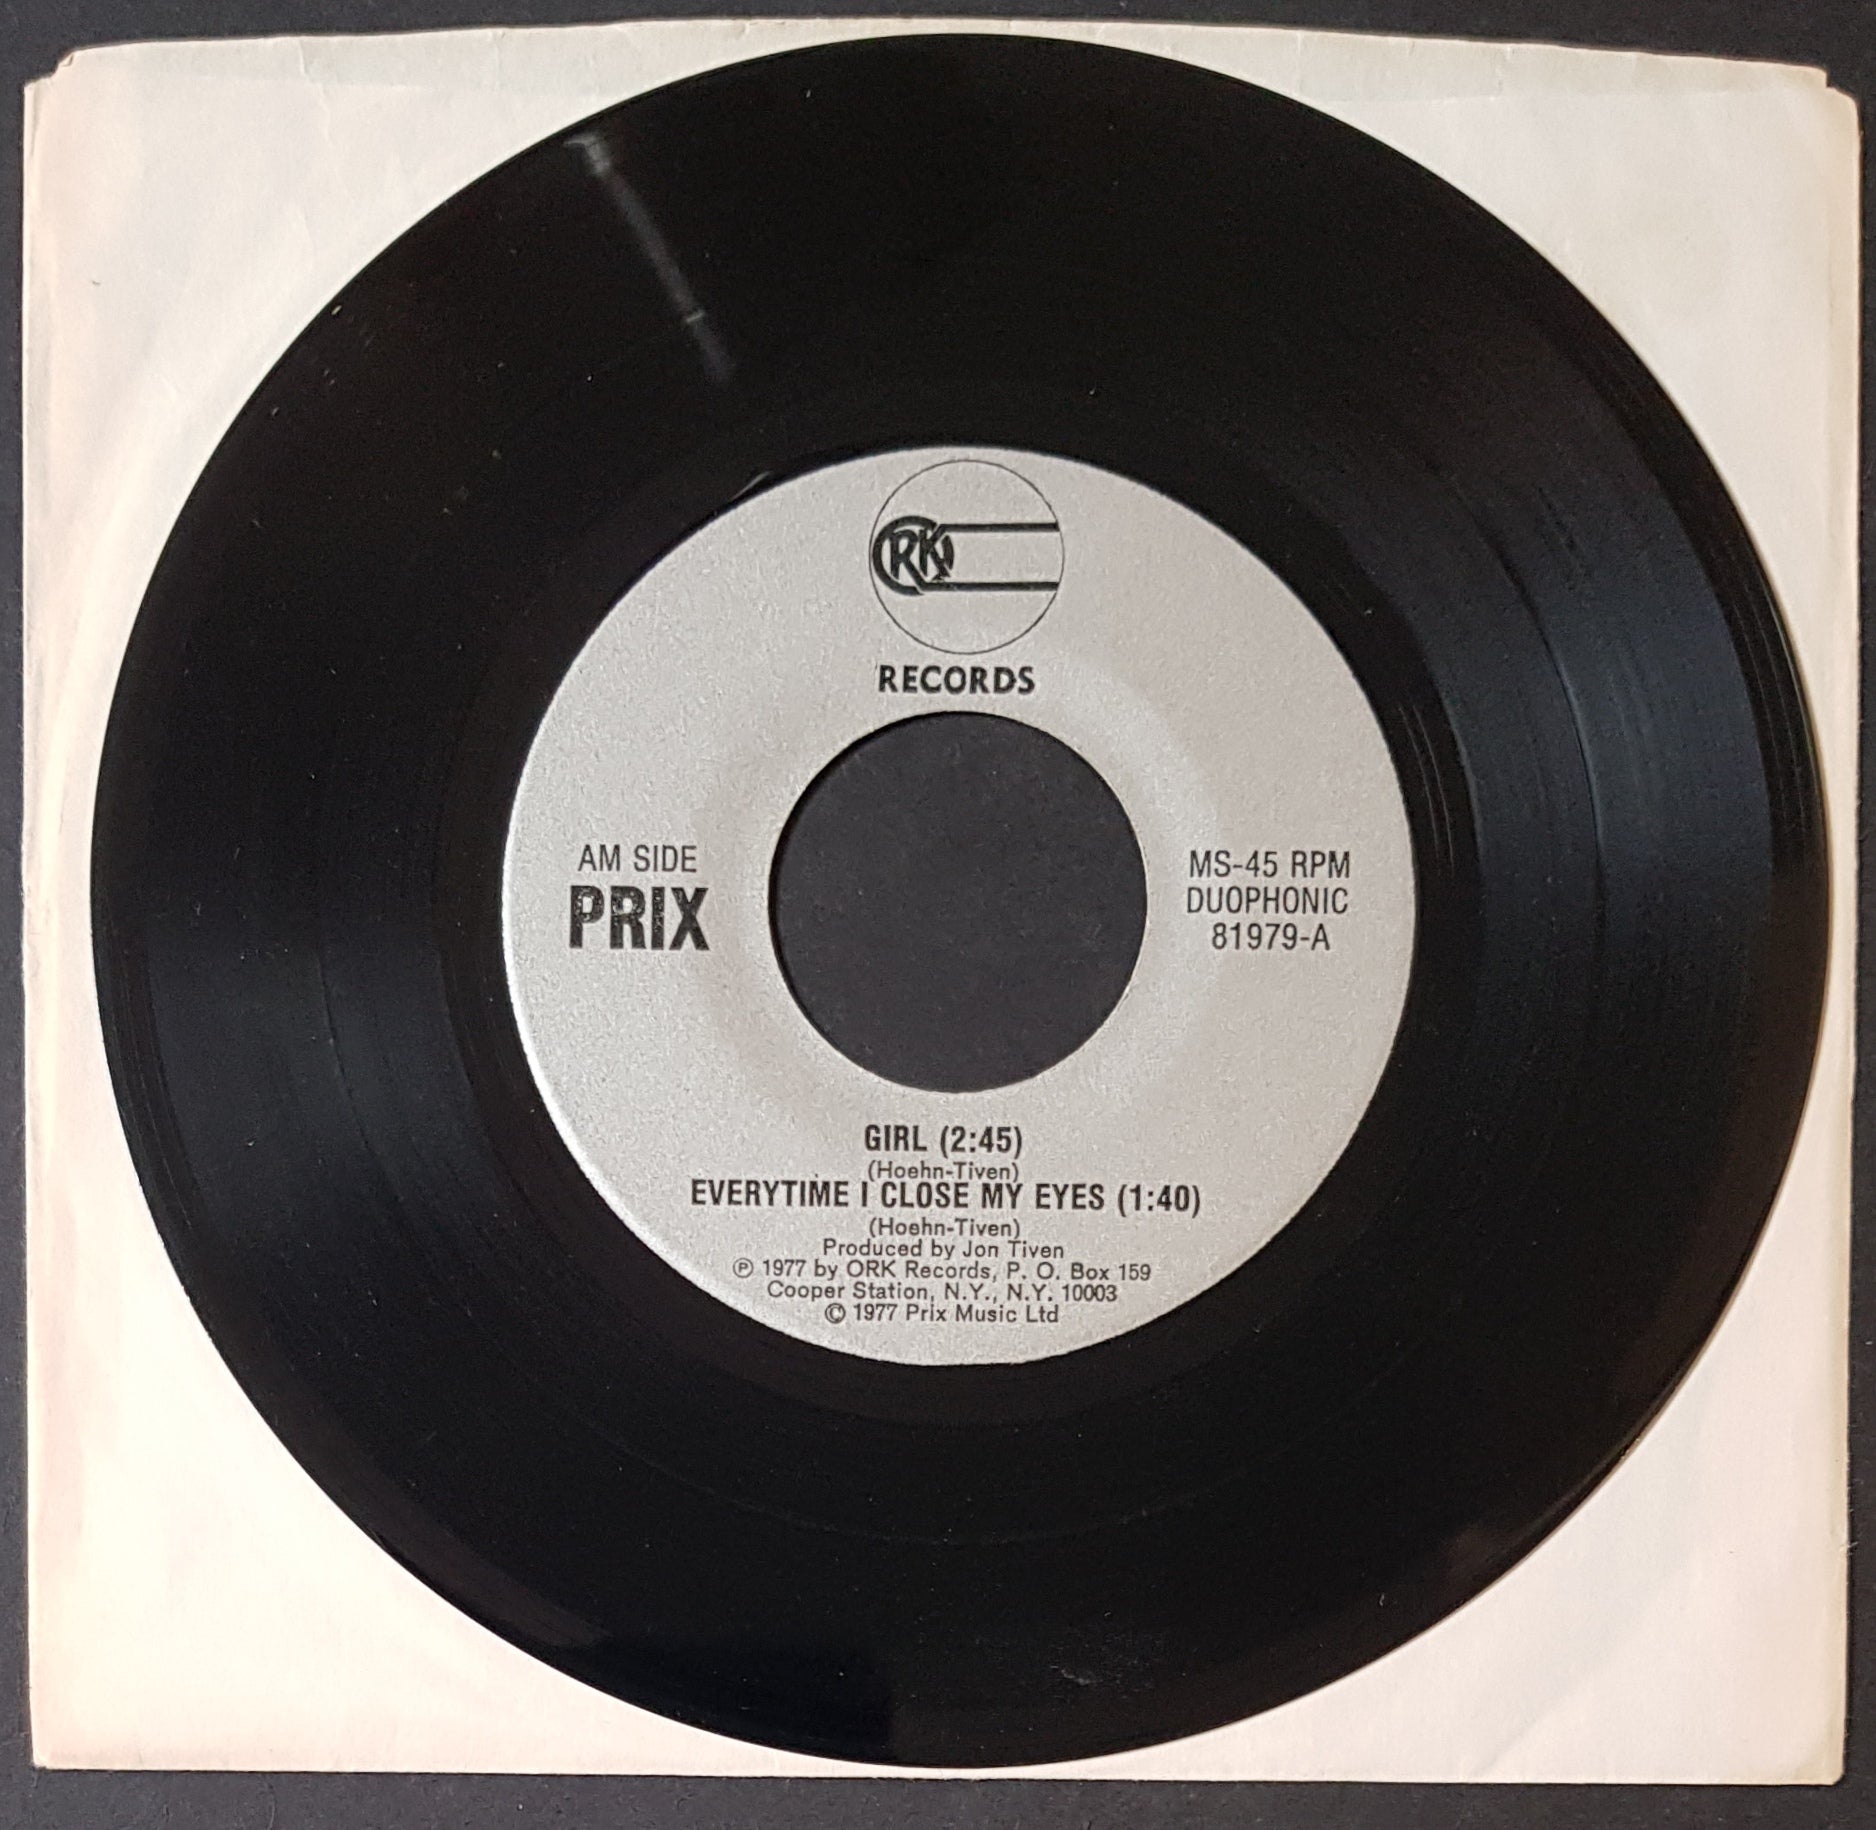 ORK
RECORDS
AM SIDE
PRIX
MS-45 RPM
DUOPHONIC
81979-A
GIRL (2:45)
(Hoehn-Tiven)
EVERYTIME I CLOSE MY EYES (1:40)
(Hoehn-Tiven)
Produced by Jon Tiven
℗ 1977 by ORK Records, P. O. Box 159
Cooper Station, N.Y., N.Y. 10003
© 1977 Prix Music Ltd